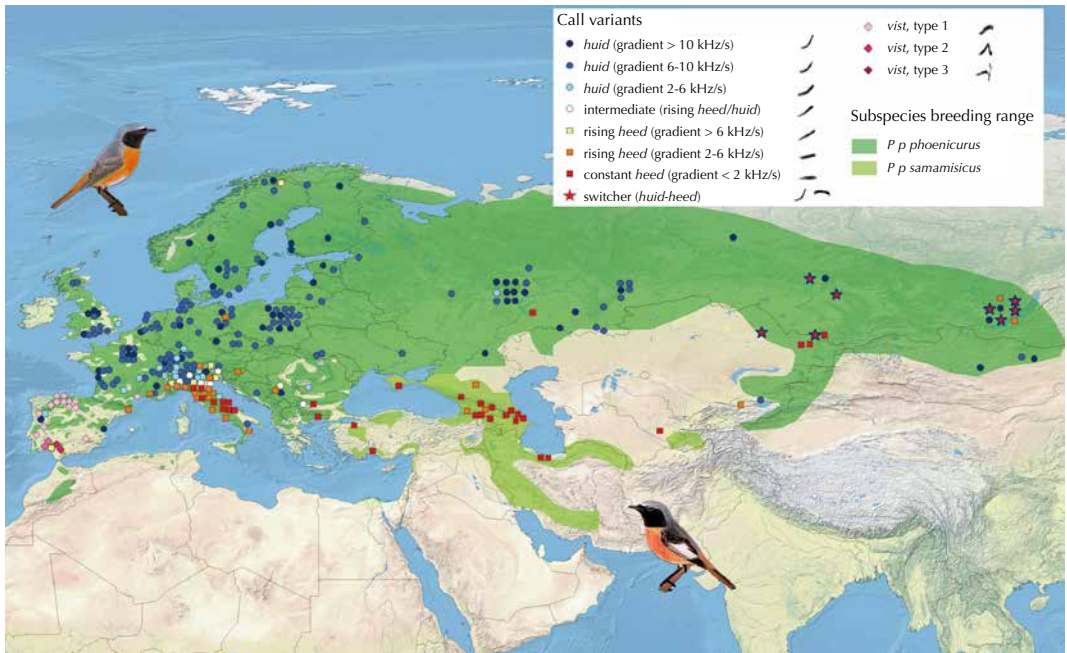 Call variants
huid (gradient > 10 kHz/s)
huid (gradient 6-10 kHz/s)
huid (gradient 2-6 kHz/s)
intermediate (rising heed/huid)
rising heed (gradient > 6 kHz/s)
rising heed (gradient 2-6 kHz/s)
constant heed (gradient < 2 kHz/s)
switcher (huid-heed)
vist, type 1
vist, type 2
vist, type 3
Subspecies breeding range
P p phoenicurus
P p samamisicus